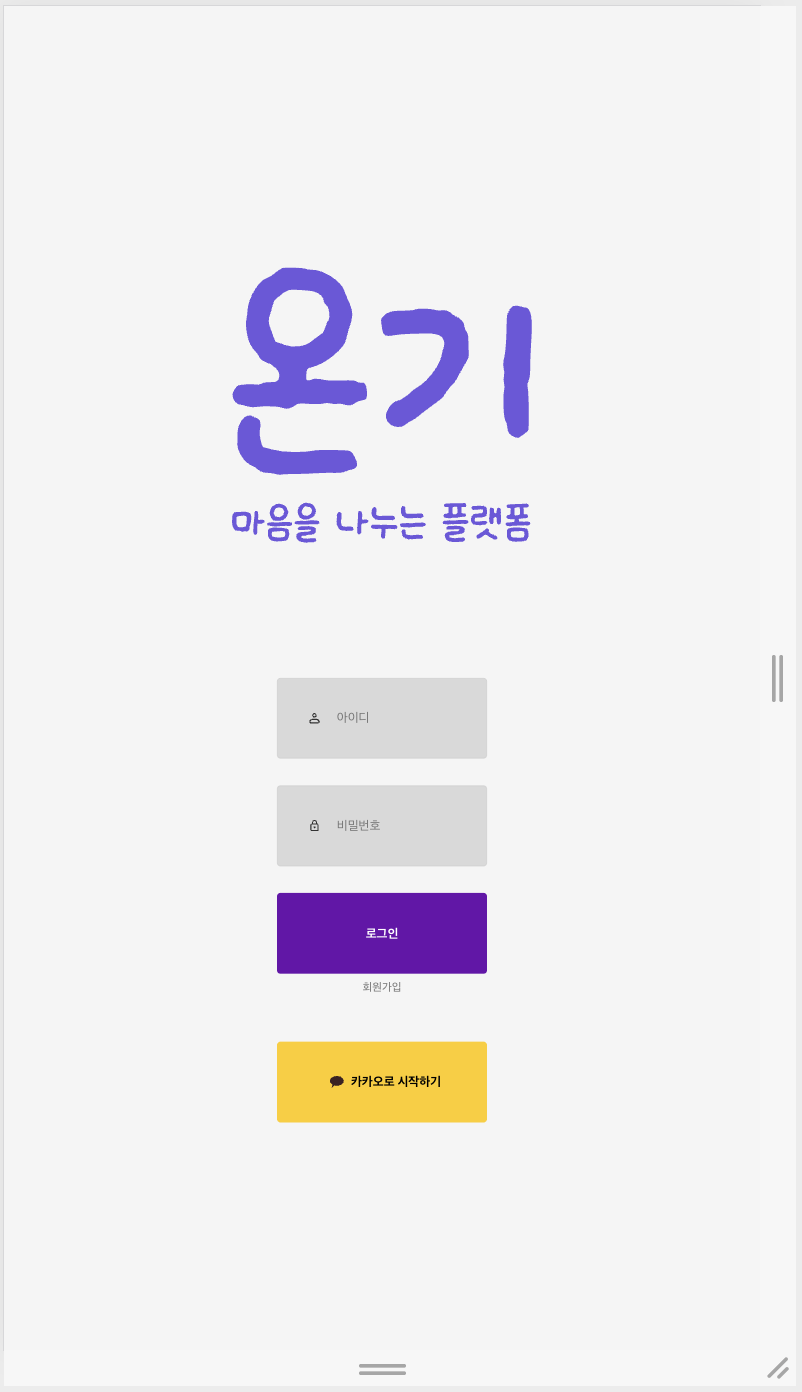 온기
마음을 나누는 플랫폼
아이디
비밀번호
로그인
회원가입
카카오로 시작하기